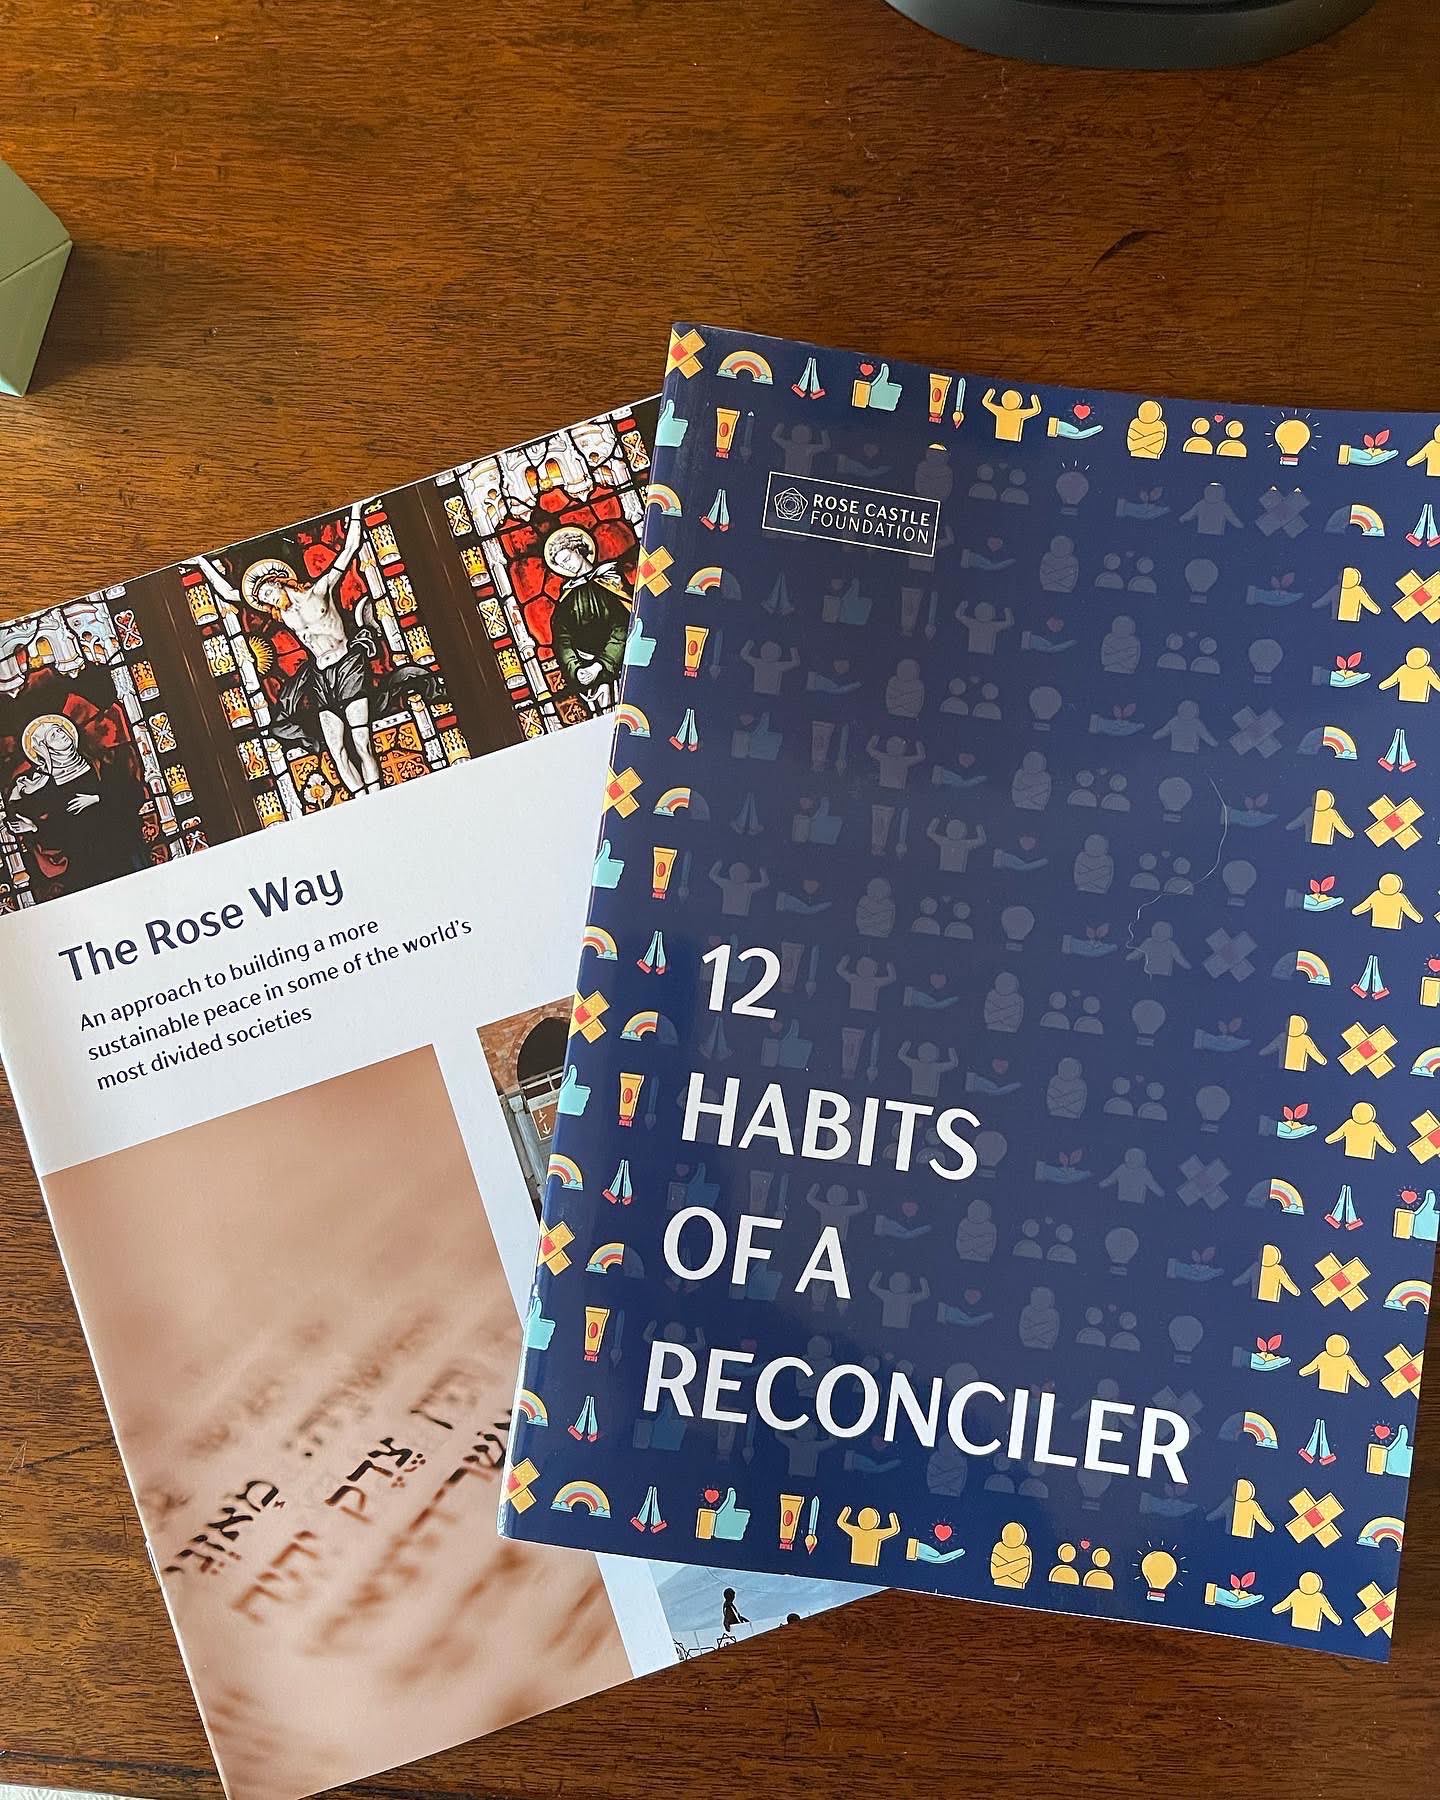 ROSE CASTLE
FOUNDATION
12
HABITS
OF A
RECONCILER
The Rose Way
An approach to building a more
sustainable peace in some of the world's
most divided societies
צֶדֶק